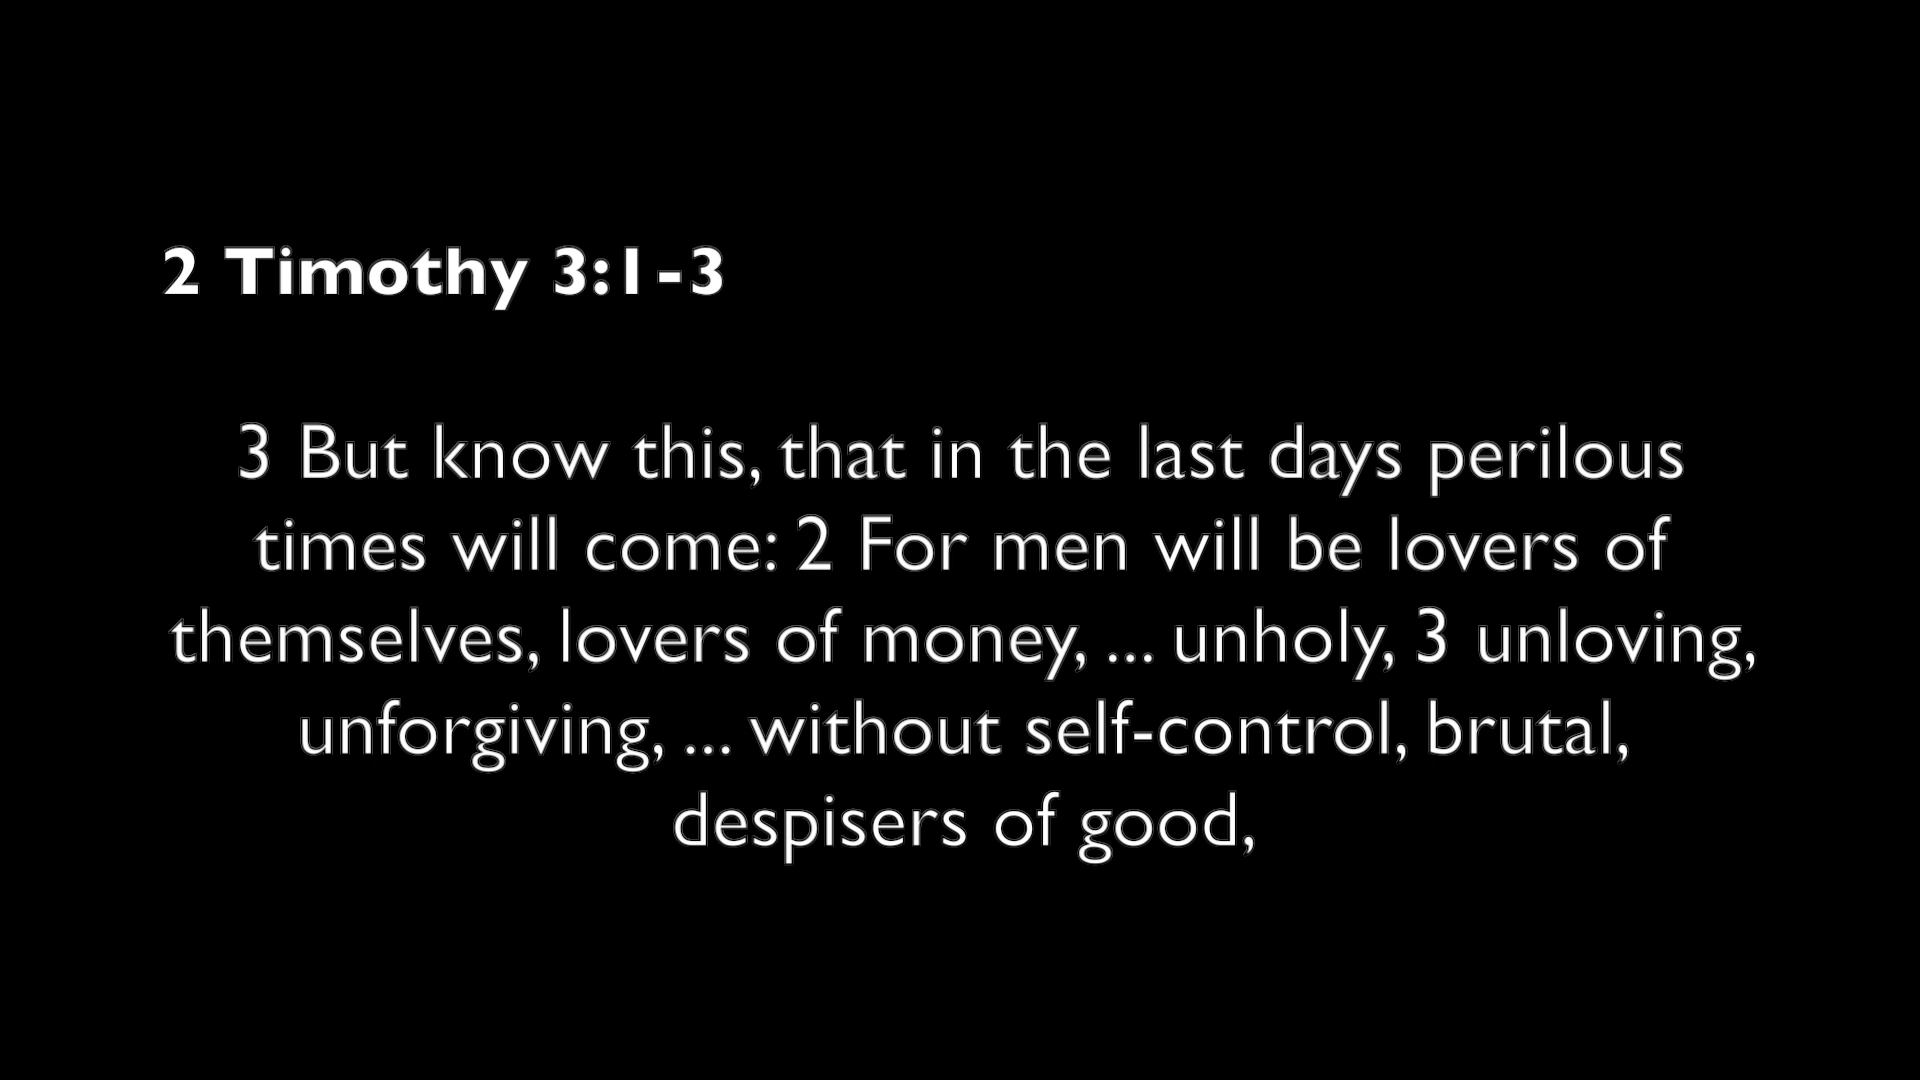 2 Timothy 3:1-3
3 But know this, that in the last days perilous
times will come: 2 For men will be lovers of
themselves, lovers of money, ... unholy, 3 unloving,
unforgiving, ... without self-control, brutal,
despisers of good,